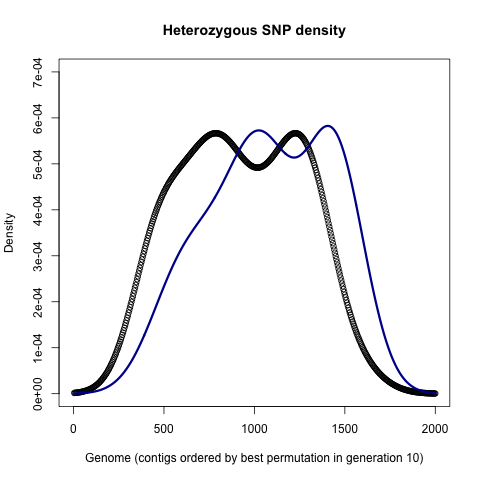 Heterozygous SNP density
7e-04
6e-04
5e-04
4e-04
3e-04
2e-04
1e-04
0e+00
Density
0 500 1000 1500 2000
Genome (contigs ordered by best permutation in generation 10)